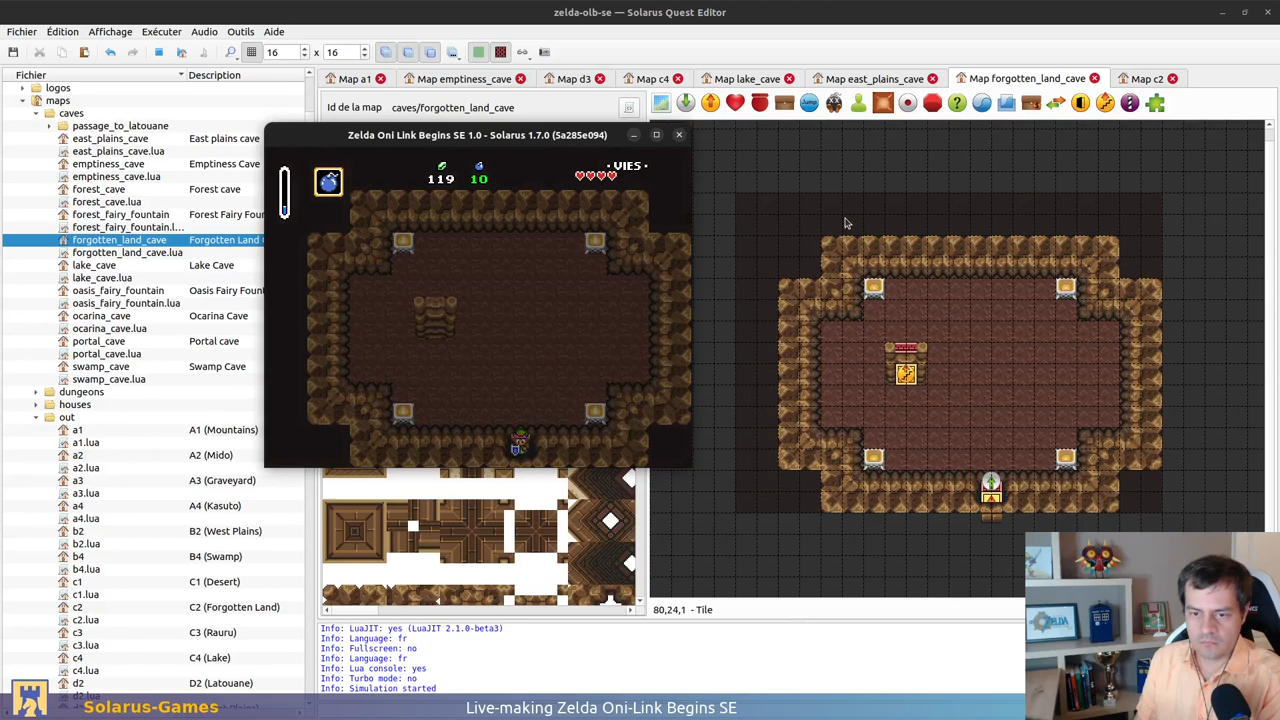 zelda-olb-se — Solarus Quest Editor
Fichier Édition Affichage Exécuter Audio Outils Aide
16 x 16
Fichier Description
Map a1 Map emptiness_cave Map d3 Map c4 Map lake_cave Map east_plains_cave Map forgotten_land_cave Map c2
logos
maps
caves
passage_to_latouane
east_plains_cave East plains cave
east_plains_cave.lua
emptiness_cave Emptiness Cave
emptiness_cave.lua
forest_cave Forest cave
forest_cave.lua
forest_fairy_fountain Forest Fairy Fou
forest_fairy_fountain.l...
forgotten_land_cave Forgotten Land
forgotten_land_cave.lua
lake_cave Lake Cave
lake_cave.lua
oasis_fairy_fountain Oasis Fairy Foun
oasis_fairy_fountain.lua
ocarina_cave Ocarina Cave
ocarina_cave.lua
portal_cave Portal cave
portal_cave.lua
swamp_cave Swamp Cave
swamp_cave.lua
dungeons
houses
out
a1 A1 (Mountains)
a1.lua
a2 A2 (Mido)
a2.lua
a3 A3 (Graveyard)
a3.lua
a4 A4 (Kasuto)
a4.lua
b2 B2 (West Plains)
b2.lua
b4 B4 (Swamp)
b4.lua
c1 C1 (Desert)
c1.lua
c2 C2 (Forgotten Land)
c2.lua
c3 C3 (Rauru)
c3.lua
c4 C4 (Lake)
c4.lua
d2 D2 (Latouane)
d2.lua
Id de la map caves/forgotten_land_cave
Jump
Zelda Oni Link Begins SE 1.0 - Solarus 1.7.0 (5a285e094)
119 10
· VIES ·
80,24,1 - Tile
Info: LuaJIT: yes (LuaJIT 2.1.0-beta3)
Info: Language: fr
Info: Fullscreen: no
Info: Language: fr
Info: Lua console: yes
Info: Turbo mode: no
Info: Simulation started
Solarus-Games
Live-making Zelda Oni-Link Begins SE